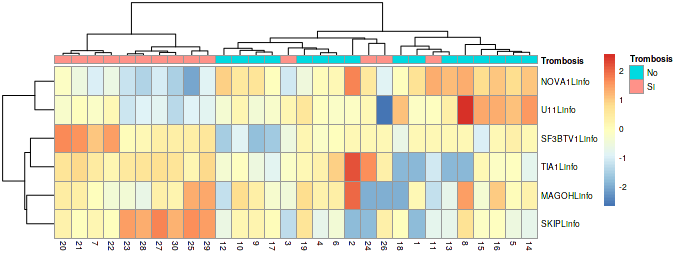 Trombosis
NOVA1Linfo
U11Linfo
SF3BTV1Linfo
TIA1Linfo
MAGOHLinfo
SKIPLinfo
20 21 7 22 23 28 27 30 25 29 12 10 9 17 3 19 4 6 2 24 26 18 1 11 13 8 15 16 5 14
2
1
0
-1
-2
Trombosis
No
Si